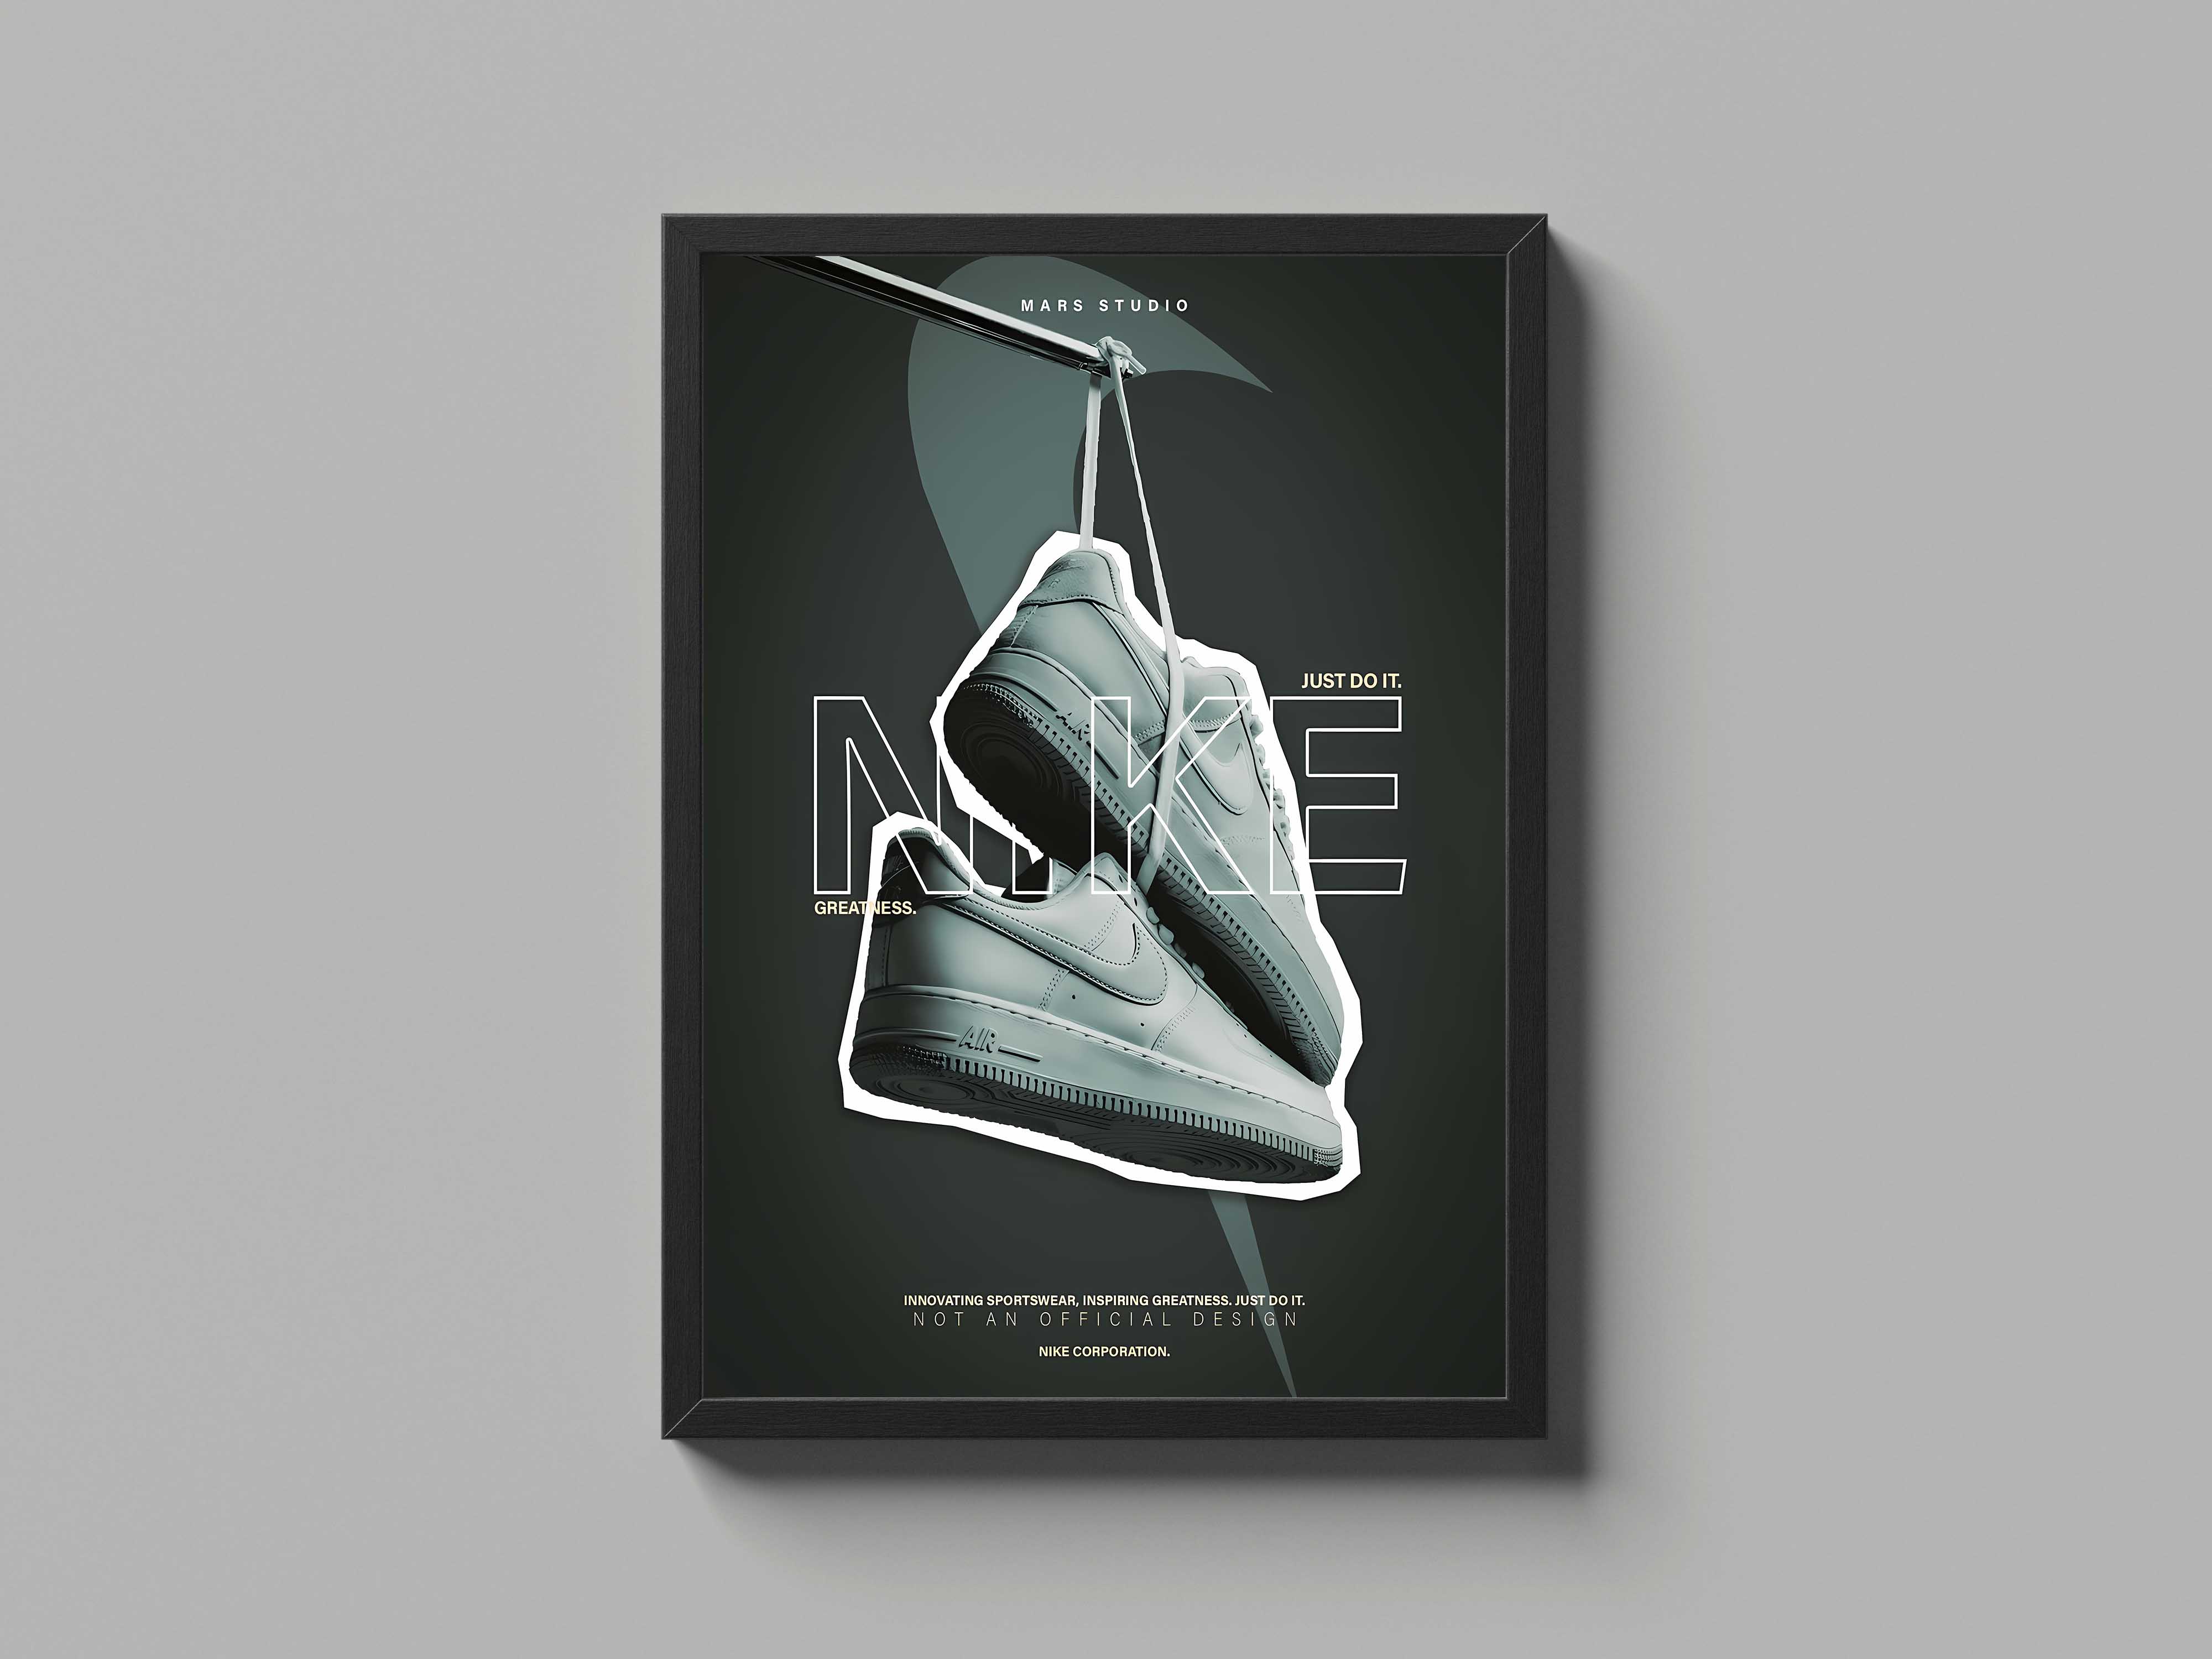 MARS STUDIO
JUST DO IT.
NIKE
GREATNESS.
AIR
AIR
INNOVATING SPORTSWEAR, INSPIRING GREATNESS. JUST DO IT.
NOT AN OFFICIAL DESIGN
NIKE CORPORATION.